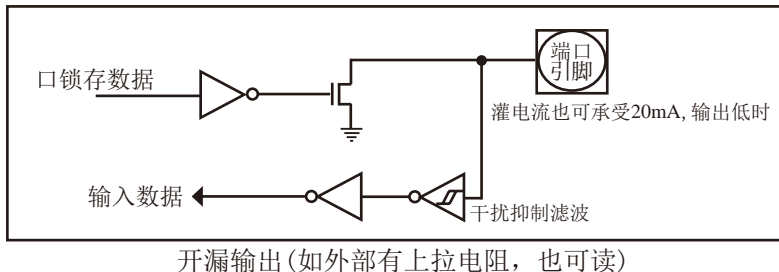 端口
引脚
口锁存数据
灌电流也可承受20mA, 输出低时
输入数据
干扰抑制滤波
开漏输出(如外部有上拉电阻，也可读)